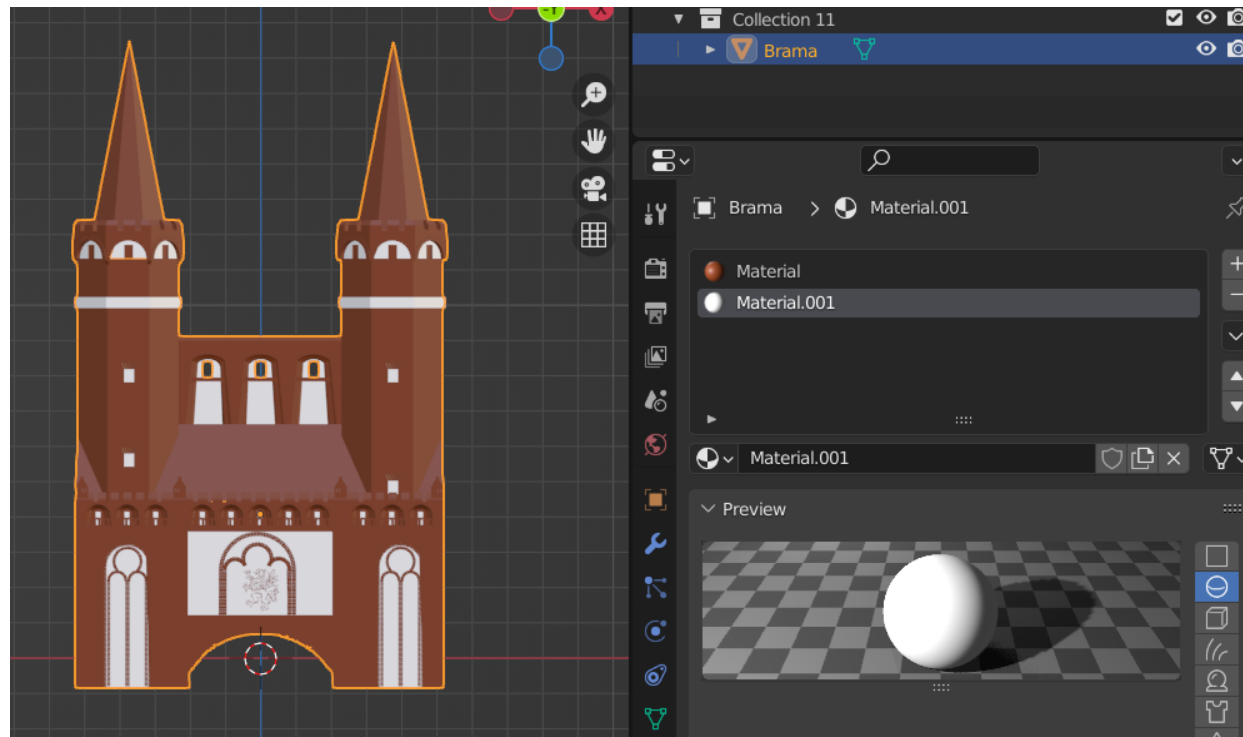 -Y
X
Collection 11
Brama
Brama > Material.001
Material
Material.001
Material.001
Preview